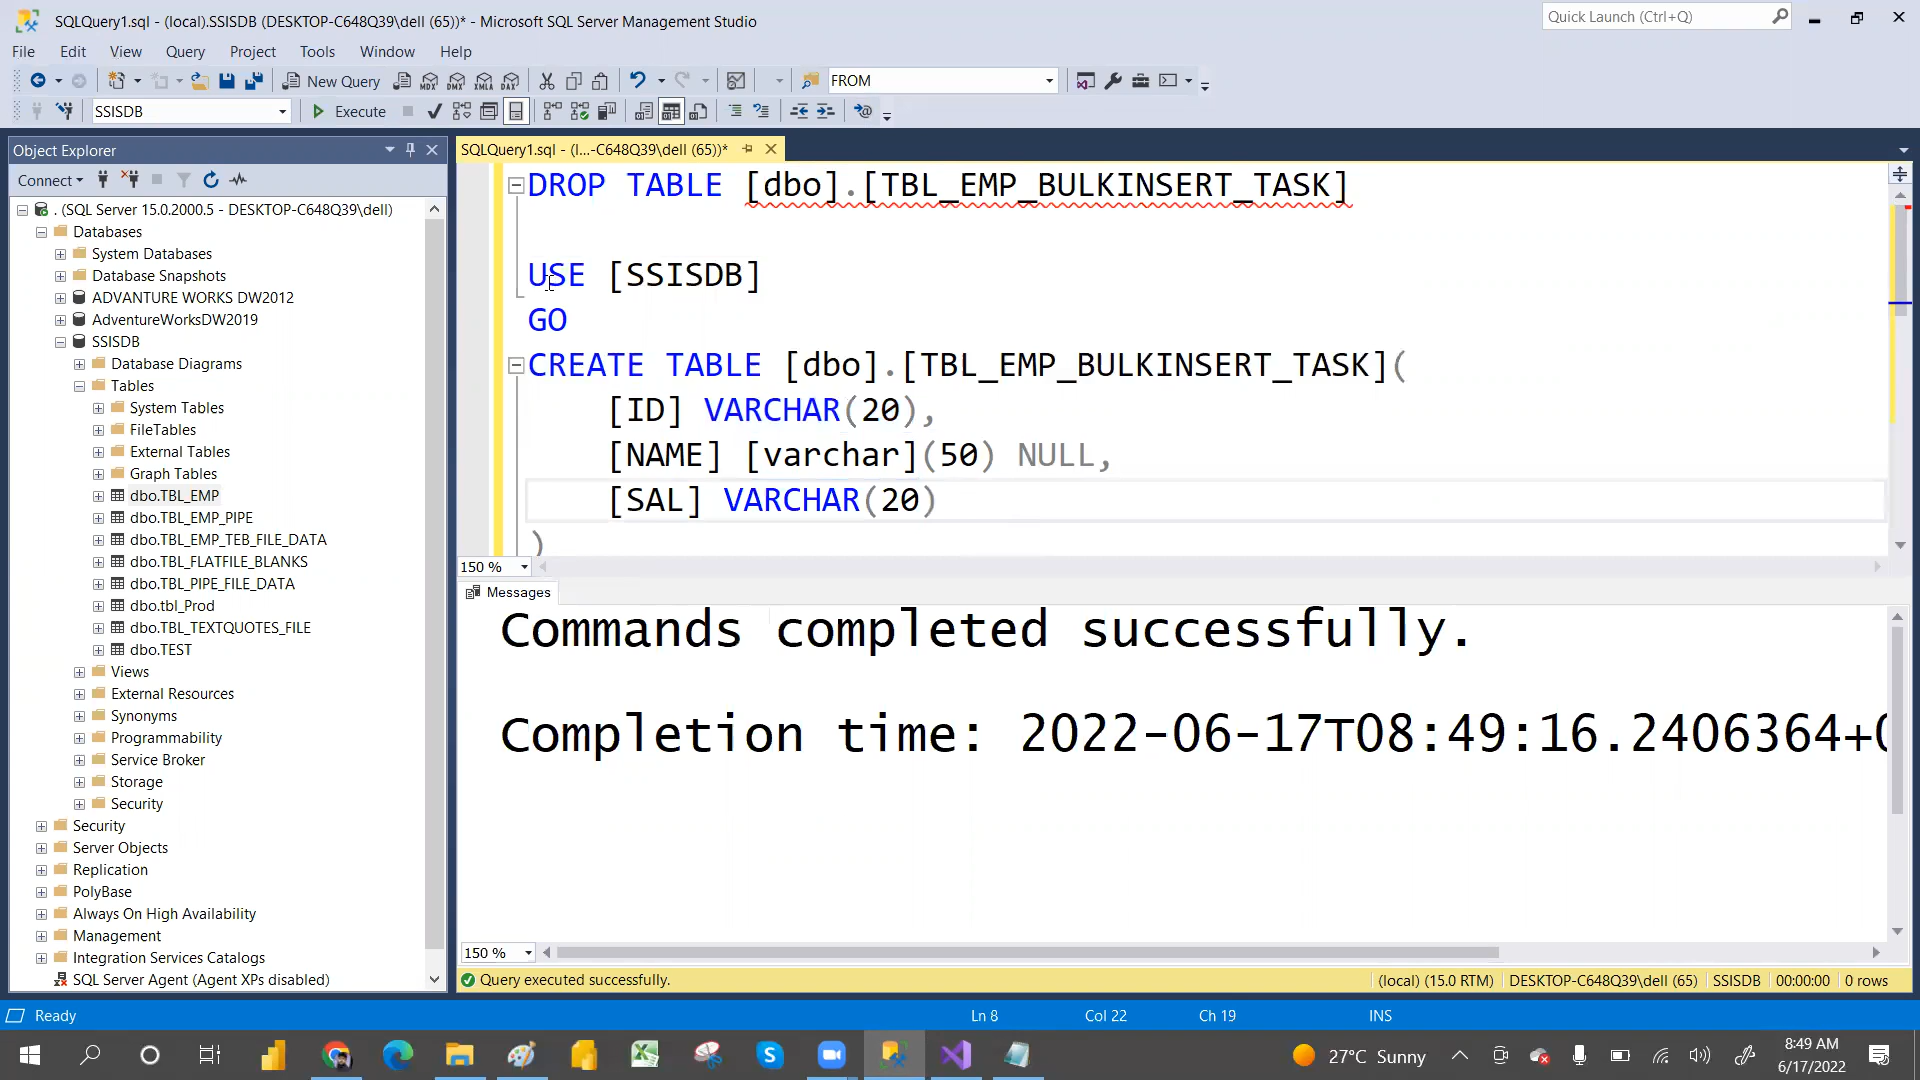 SQLQuery1.sql - (local).SSISDB (DESKTOP-C648Q39\dell (65))* - Microsoft SQL Server Management Studio
Quick Launch (Ctrl+Q)
File Edit View Query Project Tools Window Help
New Query
MDX DMX XMLA DAX
FROM
SSISDB
Execute
Object Explorer
SQLQuery1.sql - (l...-C648Q39\dell (65))*
Connect
. (SQL Server 15.0.2000.5 - DESKTOP-C648Q39\dell)
Databases
System Databases
Database Snapshots
ADVANTURE WORKS DW2012
AdventureWorksDW2019
SSISDB
Database Diagrams
Tables
System Tables
FileTables
External Tables
Graph Tables
dbo.TBL_EMP
dbo.TBL_EMP_PIPE
dbo.TBL_EMP_TEB_FILE_DATA
dbo.TBL_FLATFILE_BLANKS
dbo.TBL_PIPE_FILE_DATA
dbo.tbl_Prod
dbo.TBL_TEXTQUOTES_FILE
dbo.TEST
Views
External Resources
Synonyms
Programmability
Service Broker
Storage
Security
Security
Server Objects
Replication
PolyBase
Always On High Availability
Management
Integration Services Catalogs
SQL Server Agent (Agent XPs disabled)
DROP TABLE [dbo].[TBL_EMP_BULKINSERT_TASK]
USE [SSISDB]
GO
CREATE TABLE [dbo].[TBL_EMP_BULKINSERT_TASK](
[ID] VARCHAR(20),
[NAME] [varchar](50) NULL,
[SAL] VARCHAR(20)
)
150 %
Messages
Commands completed successfully.
Completion time: 2022-06-17T08:49:16.2406364+
150 %
Query executed successfully.
(local) (15.0 RTM) DESKTOP-C648Q39\dell (65) SSISDB 00:00:00 0 rows
Ready
Ln 8 Col 22 Ch 19 INS
27°C Sunny
8:49 AM
6/17/2022